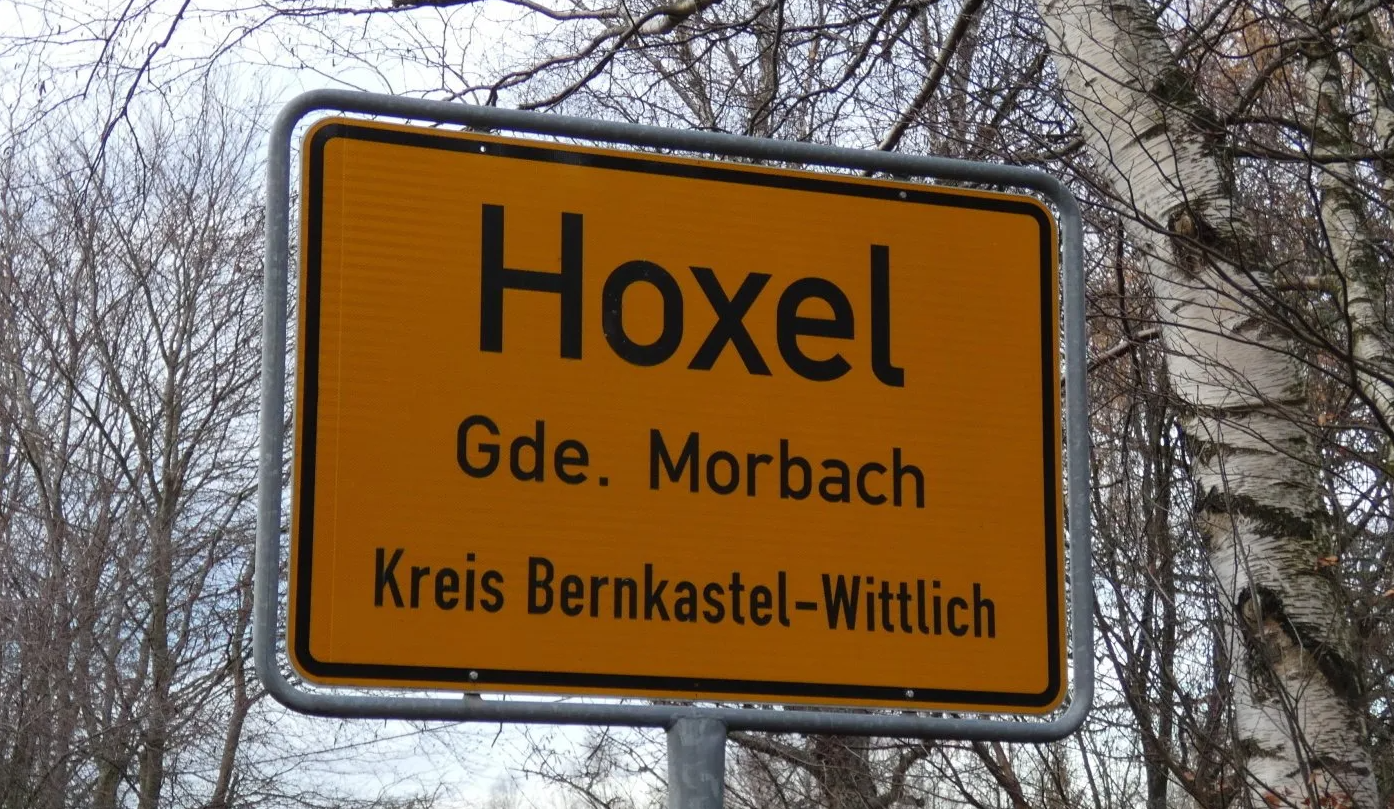 Hoxel
Gde. Morbach
Kreis Bernkastel-Wittlich